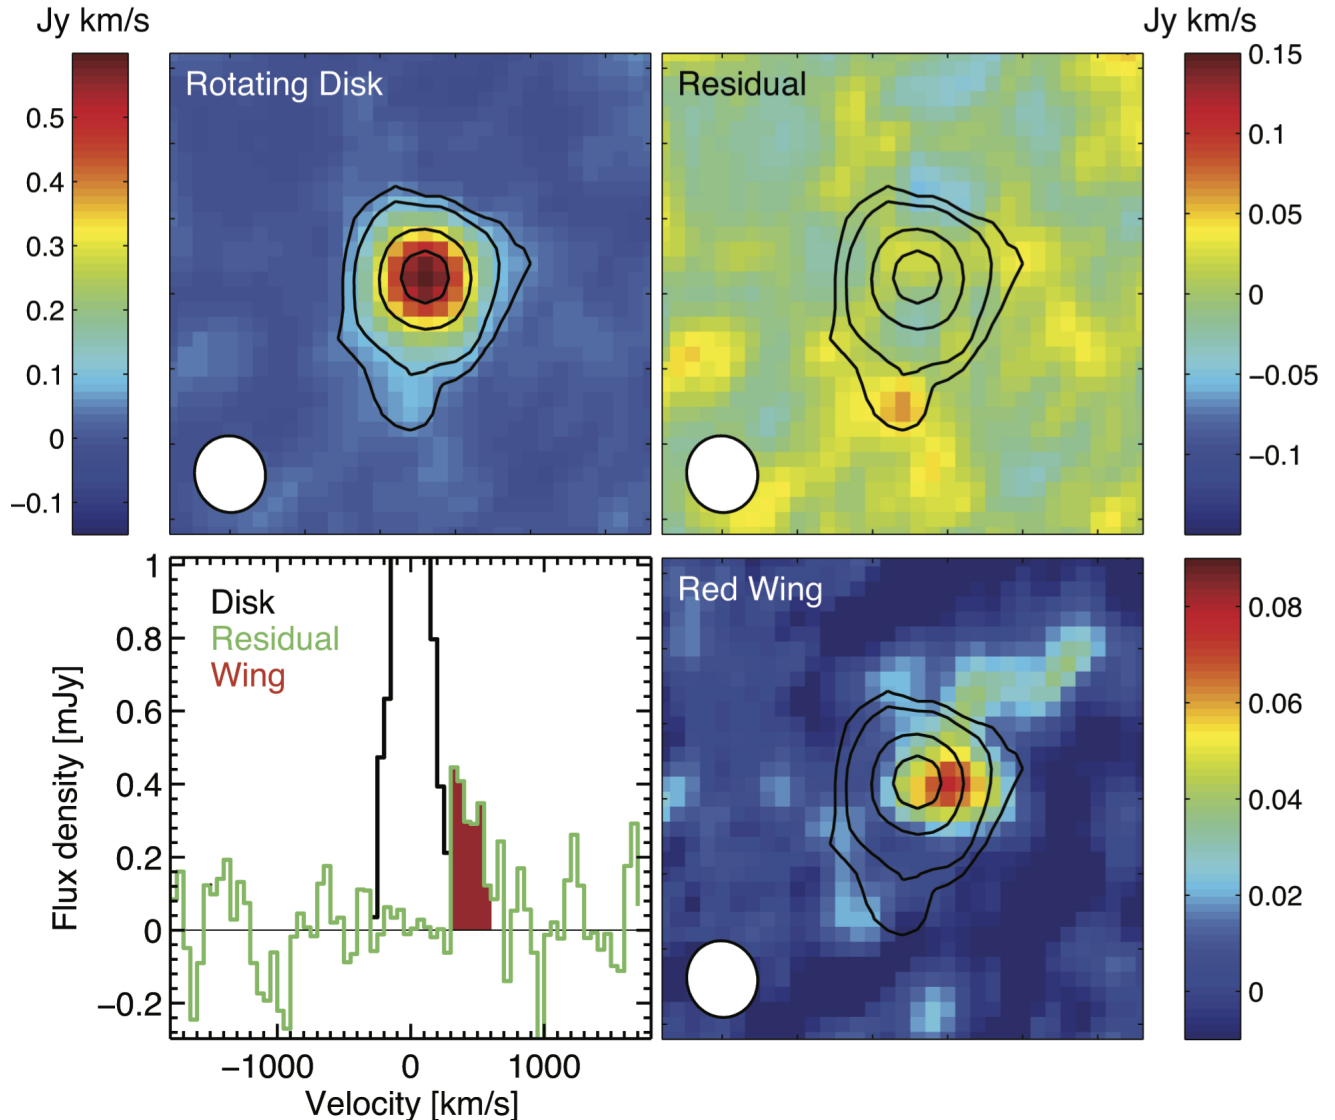 Jy km/s
Jy km/s
Rotating Disk
Residual
0.5
0.4
0.3
0.2
0.1
0
−0.1
0.15
0.1
0.05
0
−0.05
−0.1
Disk
Residual
Wing
Flux density [mJy]
1
0.8
0.6
0.4
0.2
0
−0.2
−1000 0 1000
Velocity [km/s]
Red Wing
0.08
0.06
0.04
0.02
0